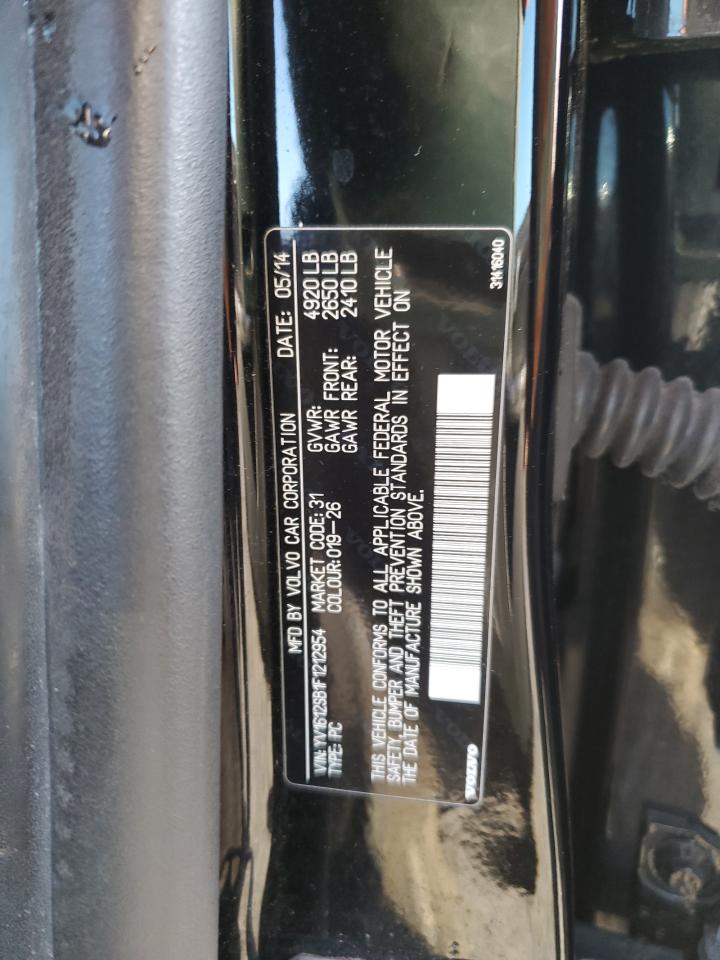 MFD BY VOLVO CAR CORPORATION DATE: 05/14
VIN: YV1612SB1F1212954 MARKET CODE: 31 GVWR: 4920 LB
TYPE: PC COLOUR: 019-26 GAWR FRONT: 2650 LB
GAWR REAR: 2410 LB
THIS VEHICLE CONFORMS TO ALL APPLICABLE FEDERAL MOTOR VEHICLE
SAFETY, BUMPER AND THEFT PREVENTION STANDARDS IN EFFECT ON
THE DATE OF MANUFACTURE SHOWN ABOVE.
VOLVO 31416040